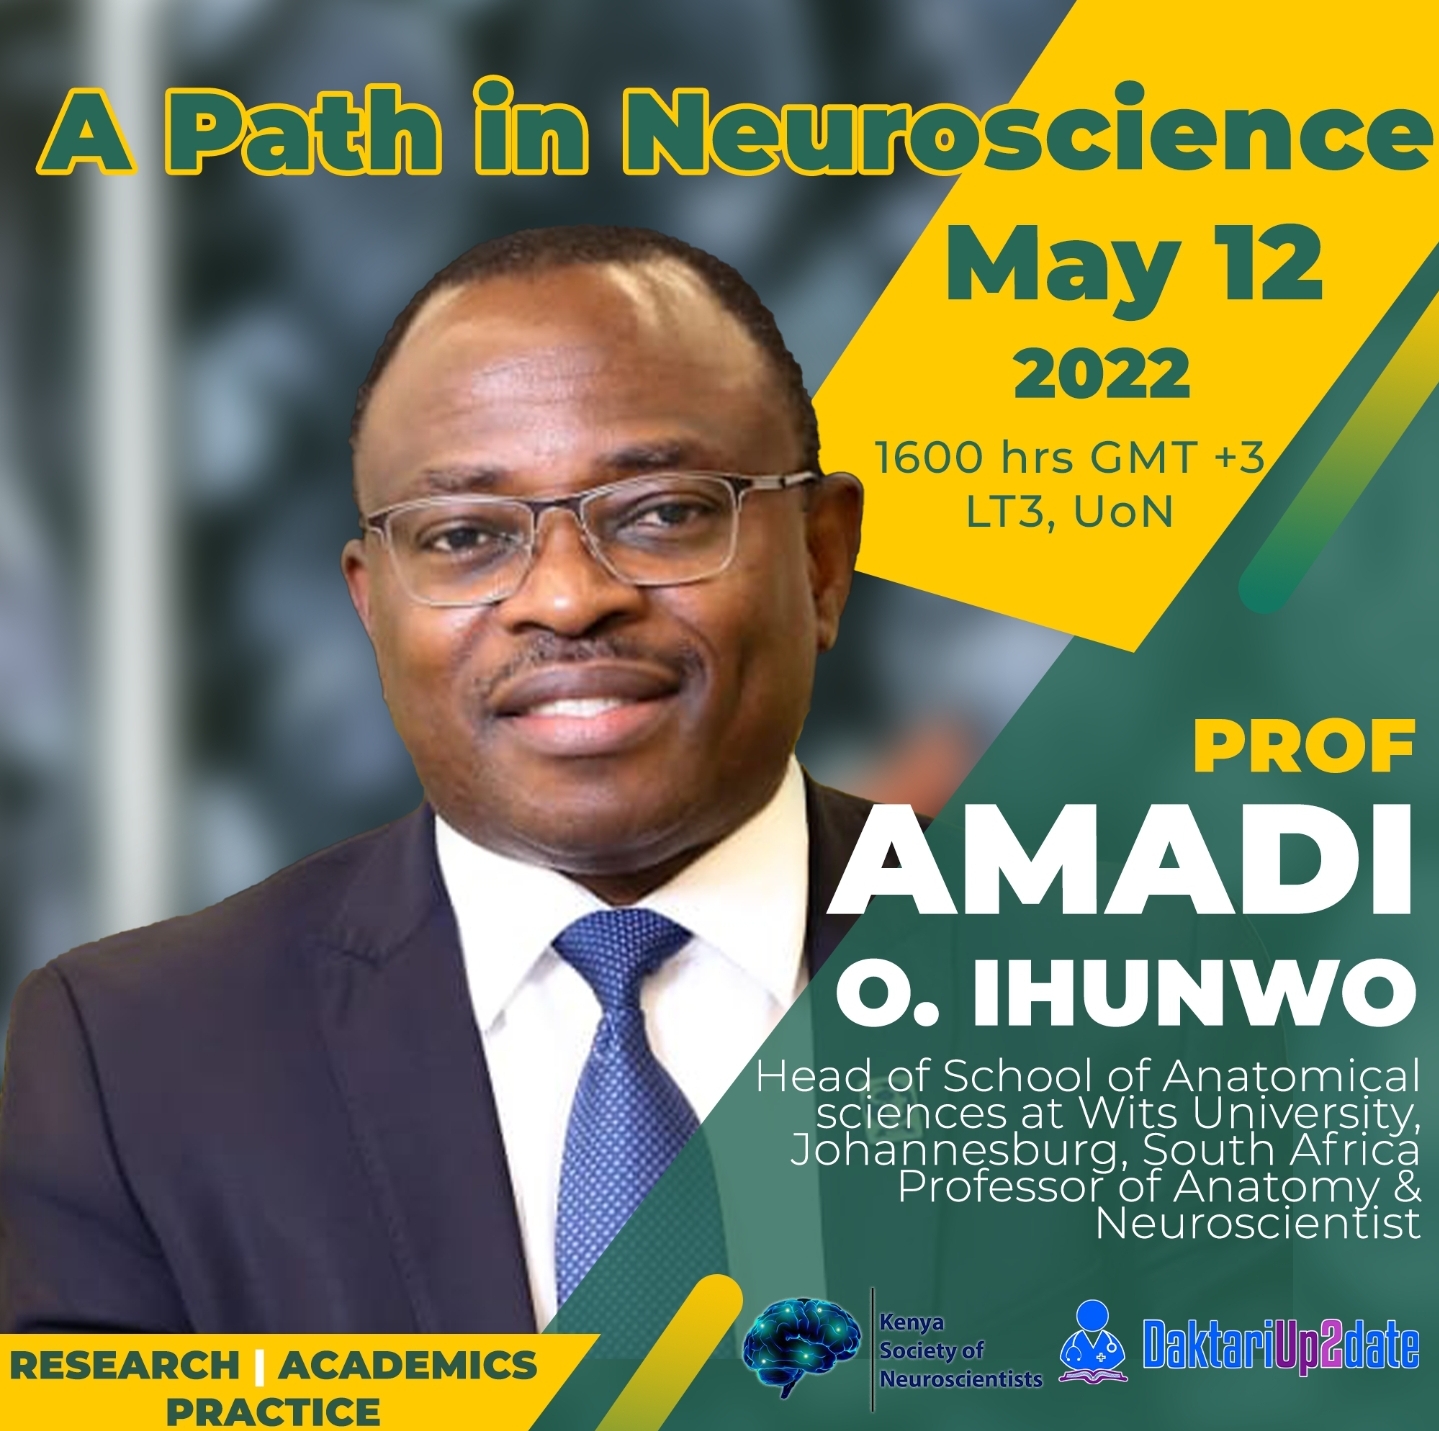 A Path in Neuroscience
May 12
2022
1600 hrs GMT +3
LT3, UoN
PROF
AMADI
O. IHUNWO
Head of School of Anatomical
sciences at Wits University,
Johannesburg, South Africa
Professor of Anatomy &
Neuroscientist
Kenya
Society of
Neuroscientists
DaktariUp2date
RESEARCH | ACADEMICS
PRACTICE